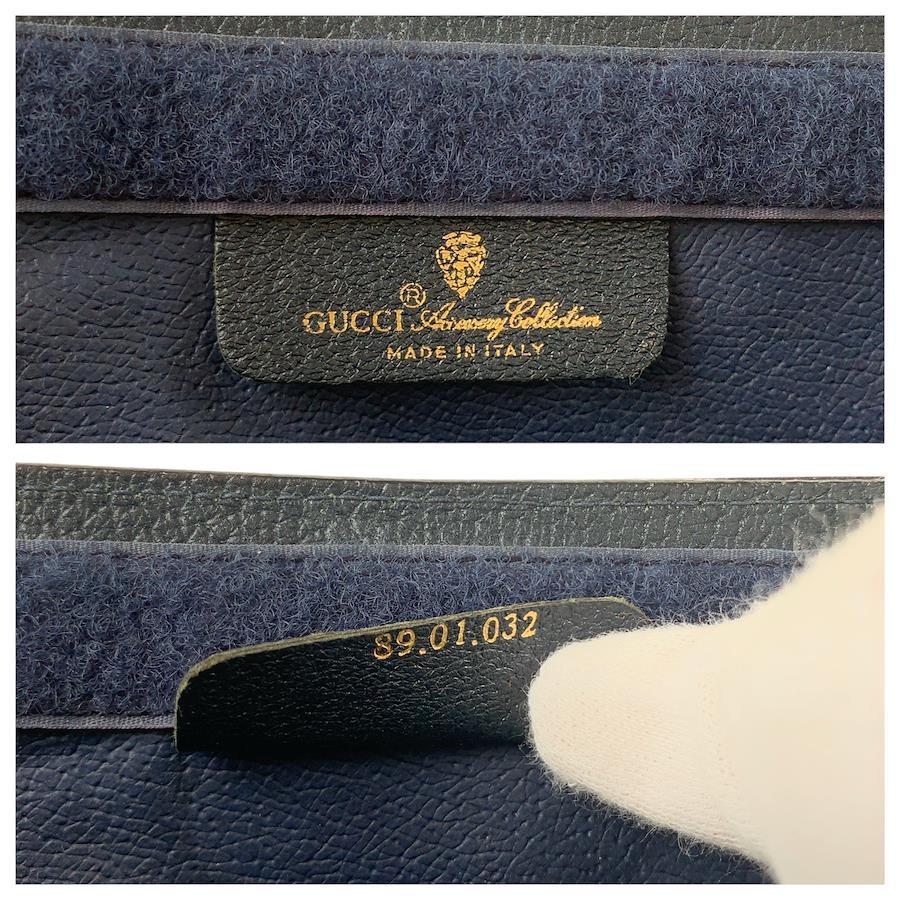 GUCCI ® Accessory Collection
MADE IN ITALY
89.01.032